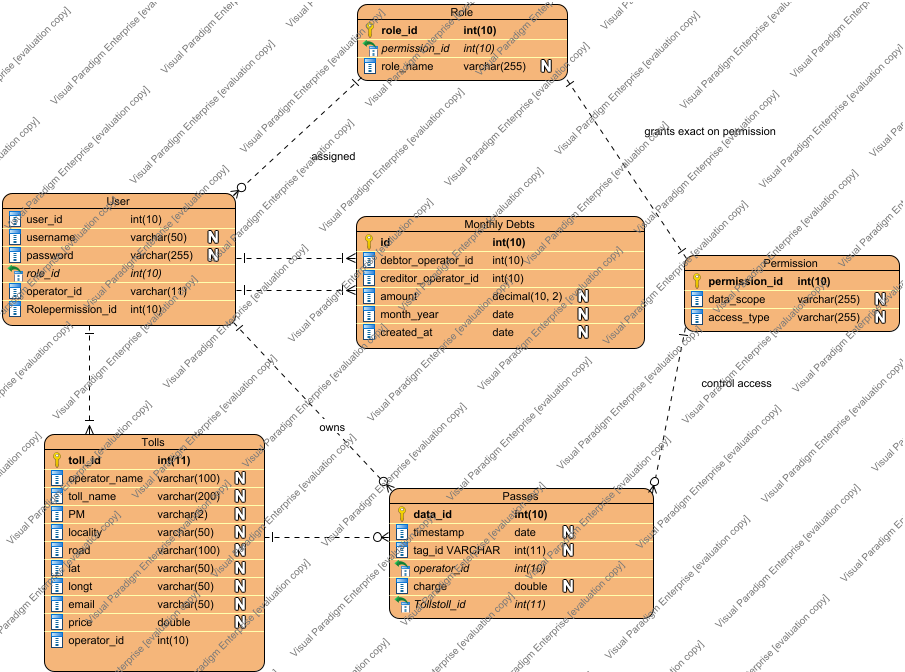 Role
role_id int(10)
permission_id int(10)
role_name varchar(255) N
grants exact on permission
assigned
User
user_id int(10)
username varchar(50) N
password varchar(255) N
role_id int(10)
operator_id varchar(11)
Rolepermission_id int(10)
Monthly Debts
id int(10)
debtor_operator_id int(10)
creditor_operator_id int(10)
amount decimal(10, 2) N
month_year date N
created_at date N
Permission
permission_id int(10)
data_scope varchar(255) N
access_type varchar(255) N
control access
owns
Tolls
toll_id int(11)
operator_name varchar(100) N
toll_name varchar(200) N
PM varchar(2) N
locality varchar(50) N
road varchar(100) N
lat varchar(50) N
longt varchar(50) N
email varchar(50) N
price double N
operator_id int(10)
Passes
data_id int(10)
timestamp date N
tag_id VARCHAR int(11) N
operator_id int(10)
charge double N
Tollstoll_id int(11)
Visual Paradigm Enterprise [evaluation copy]